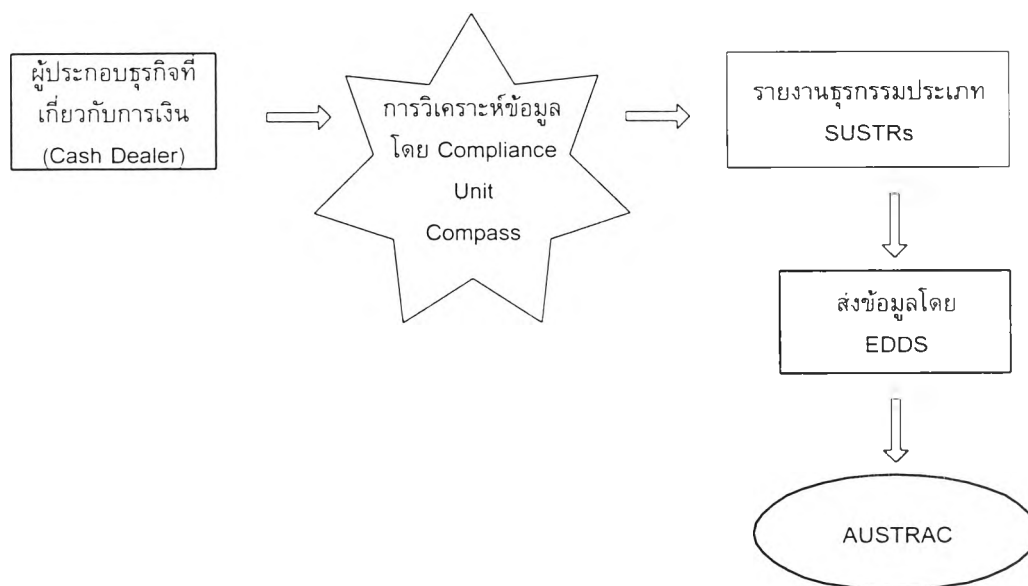 ผู้ประกอบธุรกิจที่
เกี่ยวกับการเงิน
(Cash Dealer)
การวิเคราะห์ข้อมูล
โดย Compliance
Unit
Compass
รายงานธุรกรรมประเภท
SUSTRs
ส่งข้อมูลโดย
EDDS
AUSTRAC